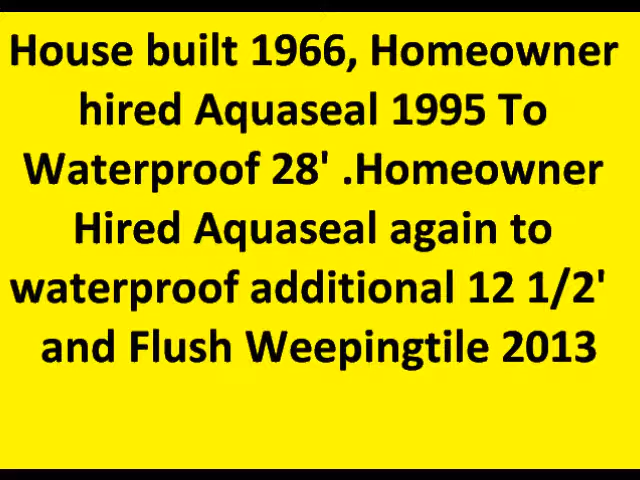 House built 1966, Homeowner
hired Aquaseal 1995 To
Waterproof 28' .Homeowner
Hired Aquaseal again to
waterproof additional 12 1/2'
and Flush Weepingtile 2013